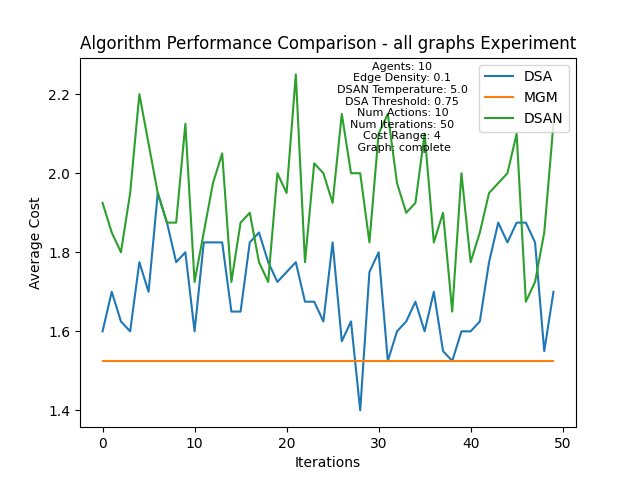 Algorithm Performance Comparison - all graphs Experiment
Agents: 10
Edge Density: 0.1
DSAN Temperature: 5.0
DSA Threshold: 0.75
Num Actions: 10
Num Iterations: 50
Cost Range: 4
Graph: complete
DSA
MGM
DSAN
Average Cost
2.2
2.0
1.8
1.6
1.4
0
10
20
30
40
50
Iterations